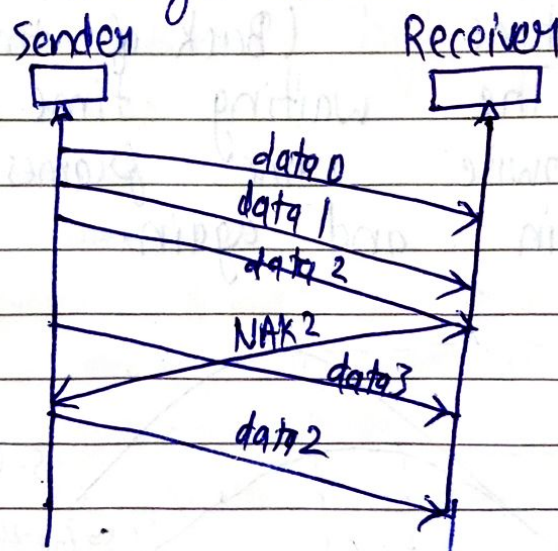 Sender Receiver
data 0
data 1
data 2
NAK 2
data 3
data 2